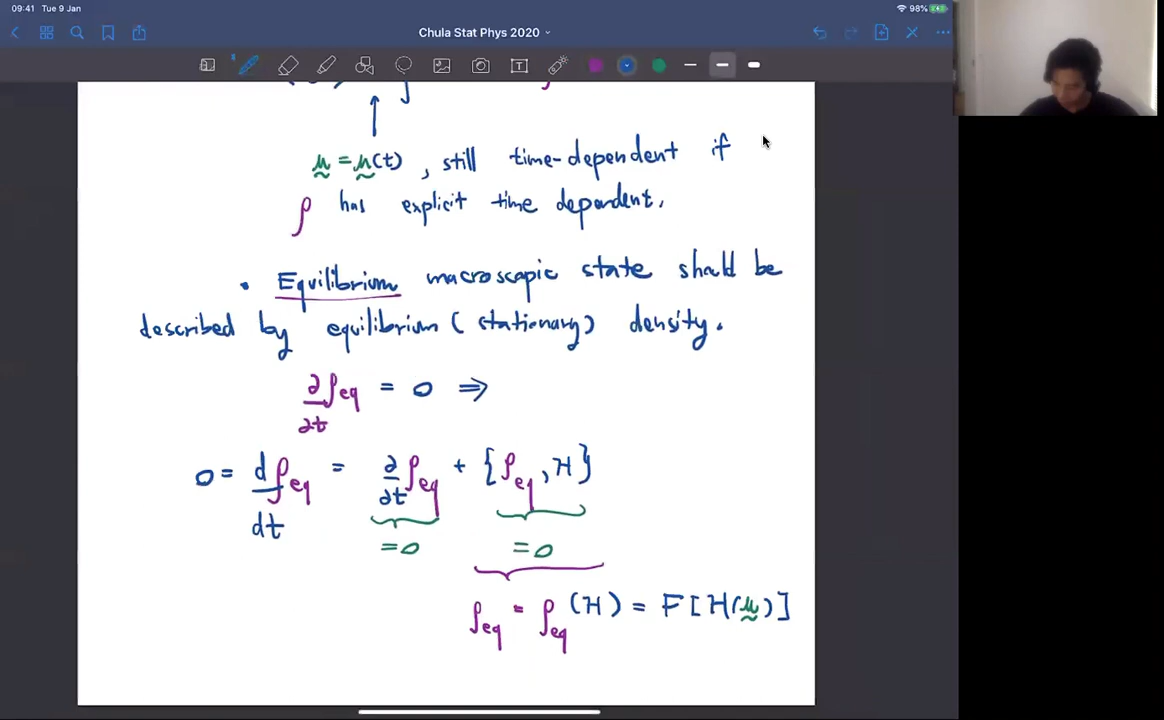 09:41 Tue 9 Jan
98%
Chula Stat Phys 2020
μ = μ(t), still time-dependent if
ρ has explicit time dependent.
• Equilibrium macroscopic state should be
described by equilibrium (stationary) density.
∂/∂t ρeq = 0 ⇒
0 = d/dt ρeq = ∂/∂t ρeq + {ρeq, H}
= 0 = 0
ρeq = ρeq(H) = F[H(μ)]